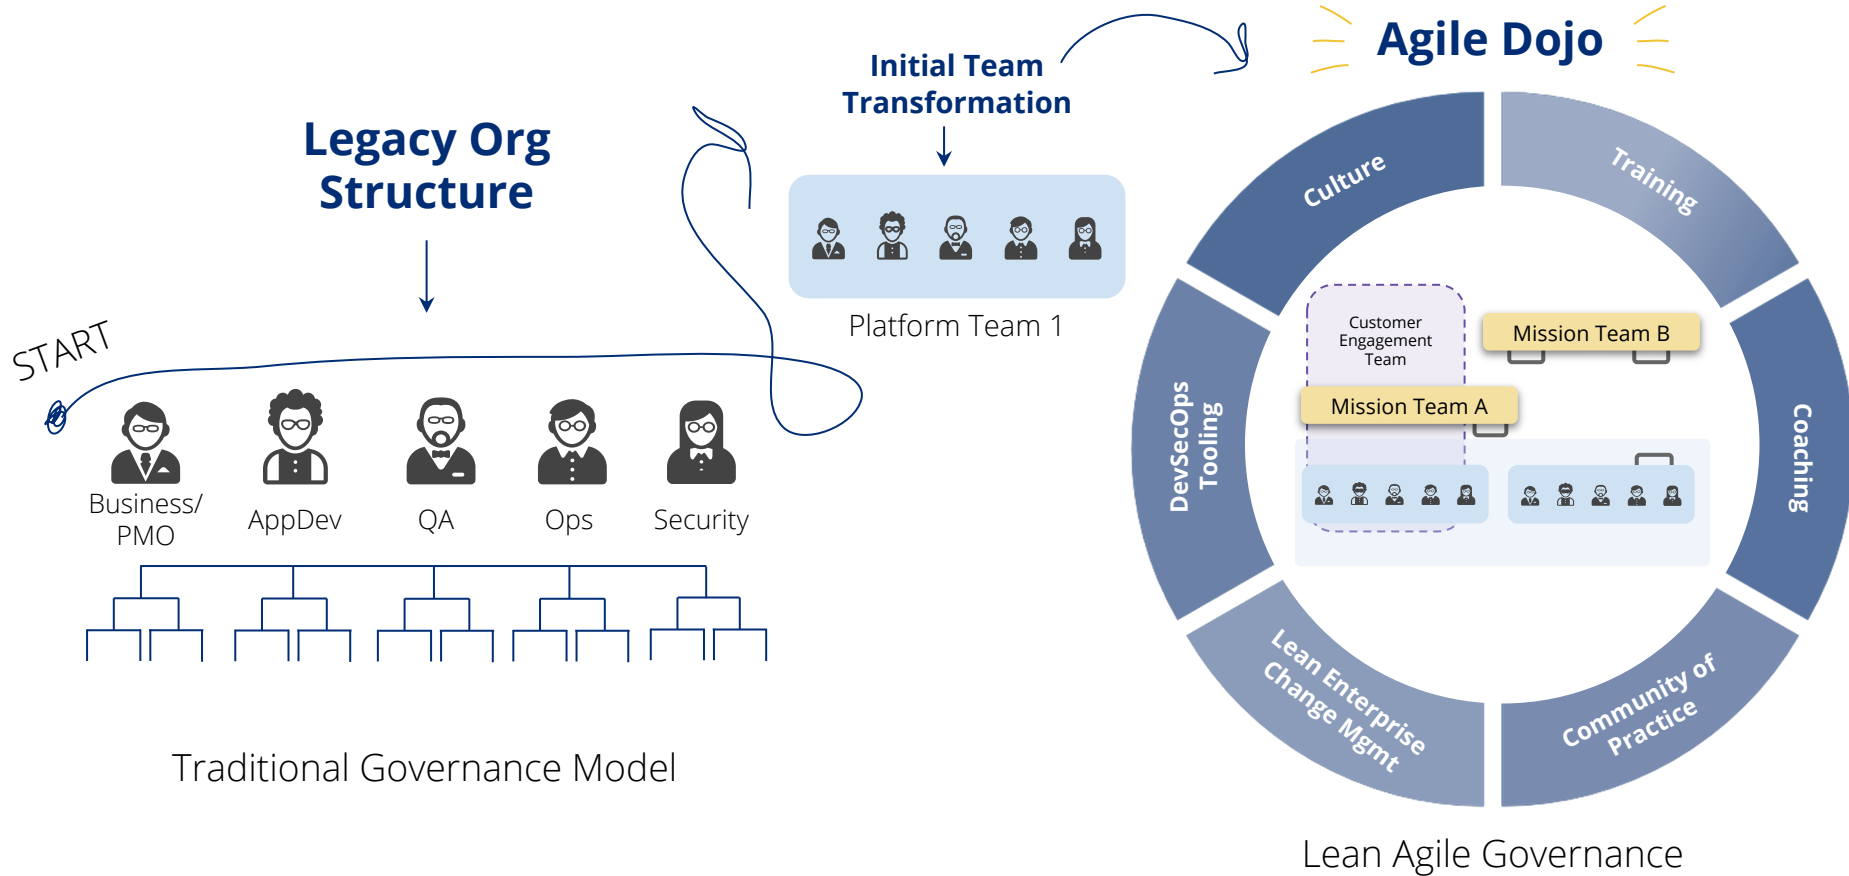 Legacy Org
Structure
START
Business/
PMO
AppDev
QA
Ops
Security
Traditional Governance Model
Initial Team
Transformation
Platform Team 1
Agile Dojo
Culture
Training
Coaching
Community of
Practice
Lean Enterprise
Change Mgmt
DevSecOps
Tooling
Customer
Engagement
Team
Mission Team B
Mission Team A
Lean Agile Governance